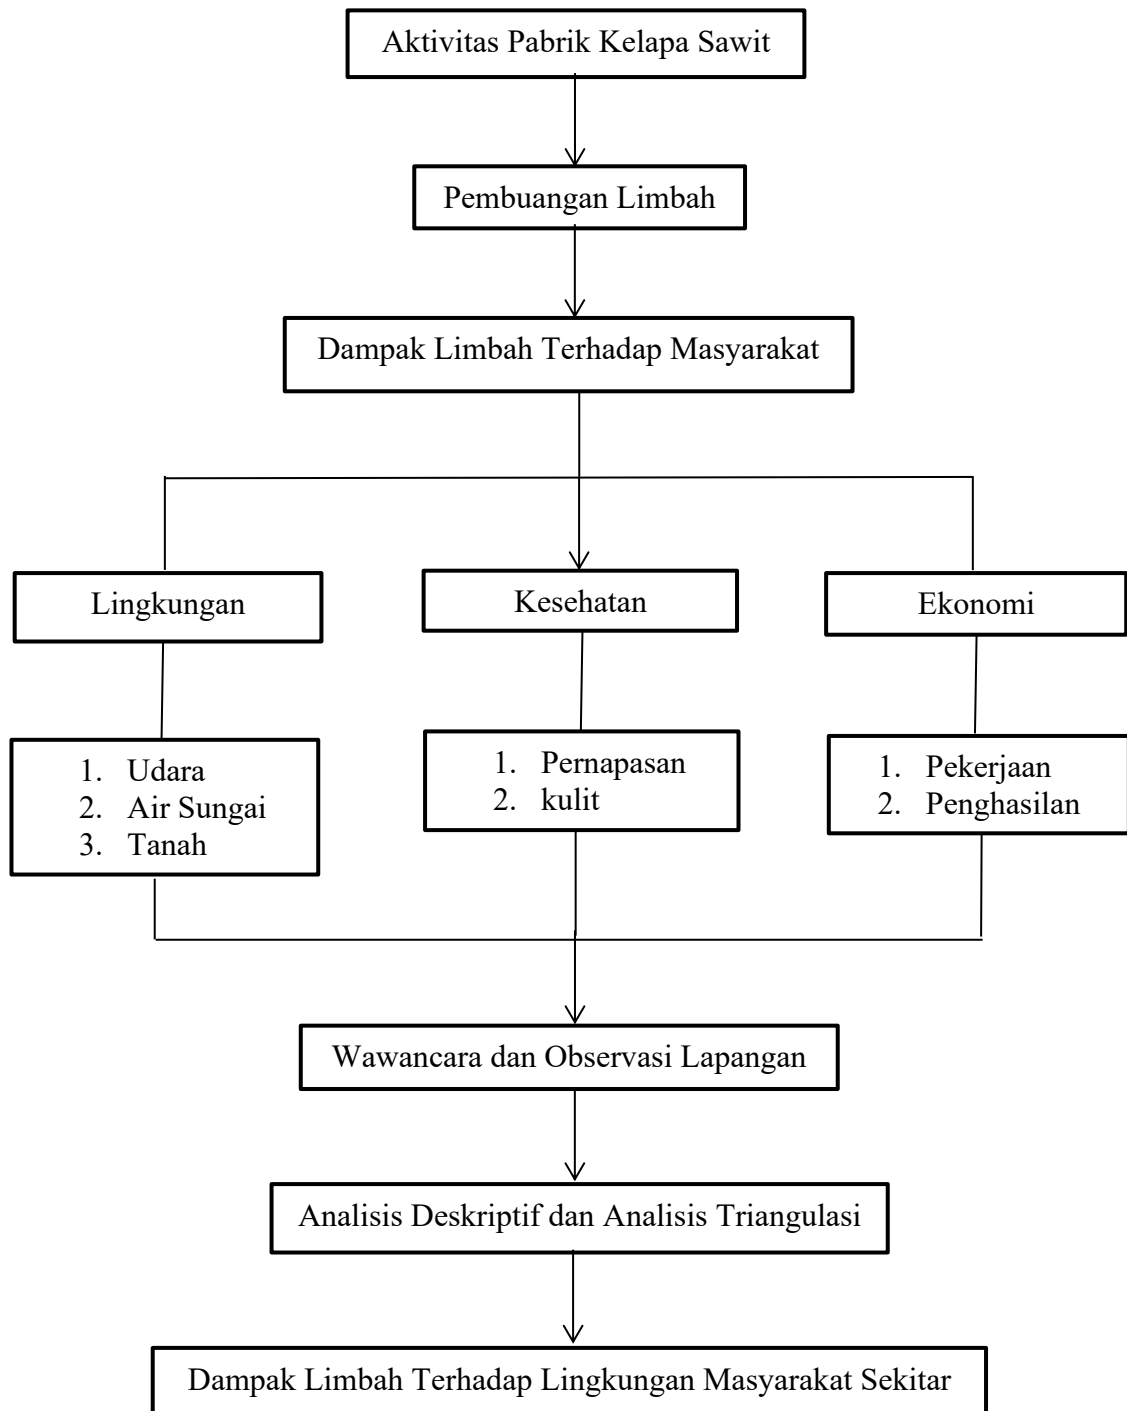 Aktivitas Pabrik Kelapa Sawit
Pembuangan Limbah
Dampak Limbah Terhadap Masyarakat
Lingkungan
Kesehatan
Ekonomi
1. Udara
2. Air Sungai
3. Tanah
1. Pernapasan
2. kulit
1. Pekerjaan
2. Penghasilan
Wawancara dan Observasi Lapangan
Analisis Deskriptif dan Analisis Triangulasi
Dampak Limbah Terhadap Lingkungan Masyarakat Sekitar